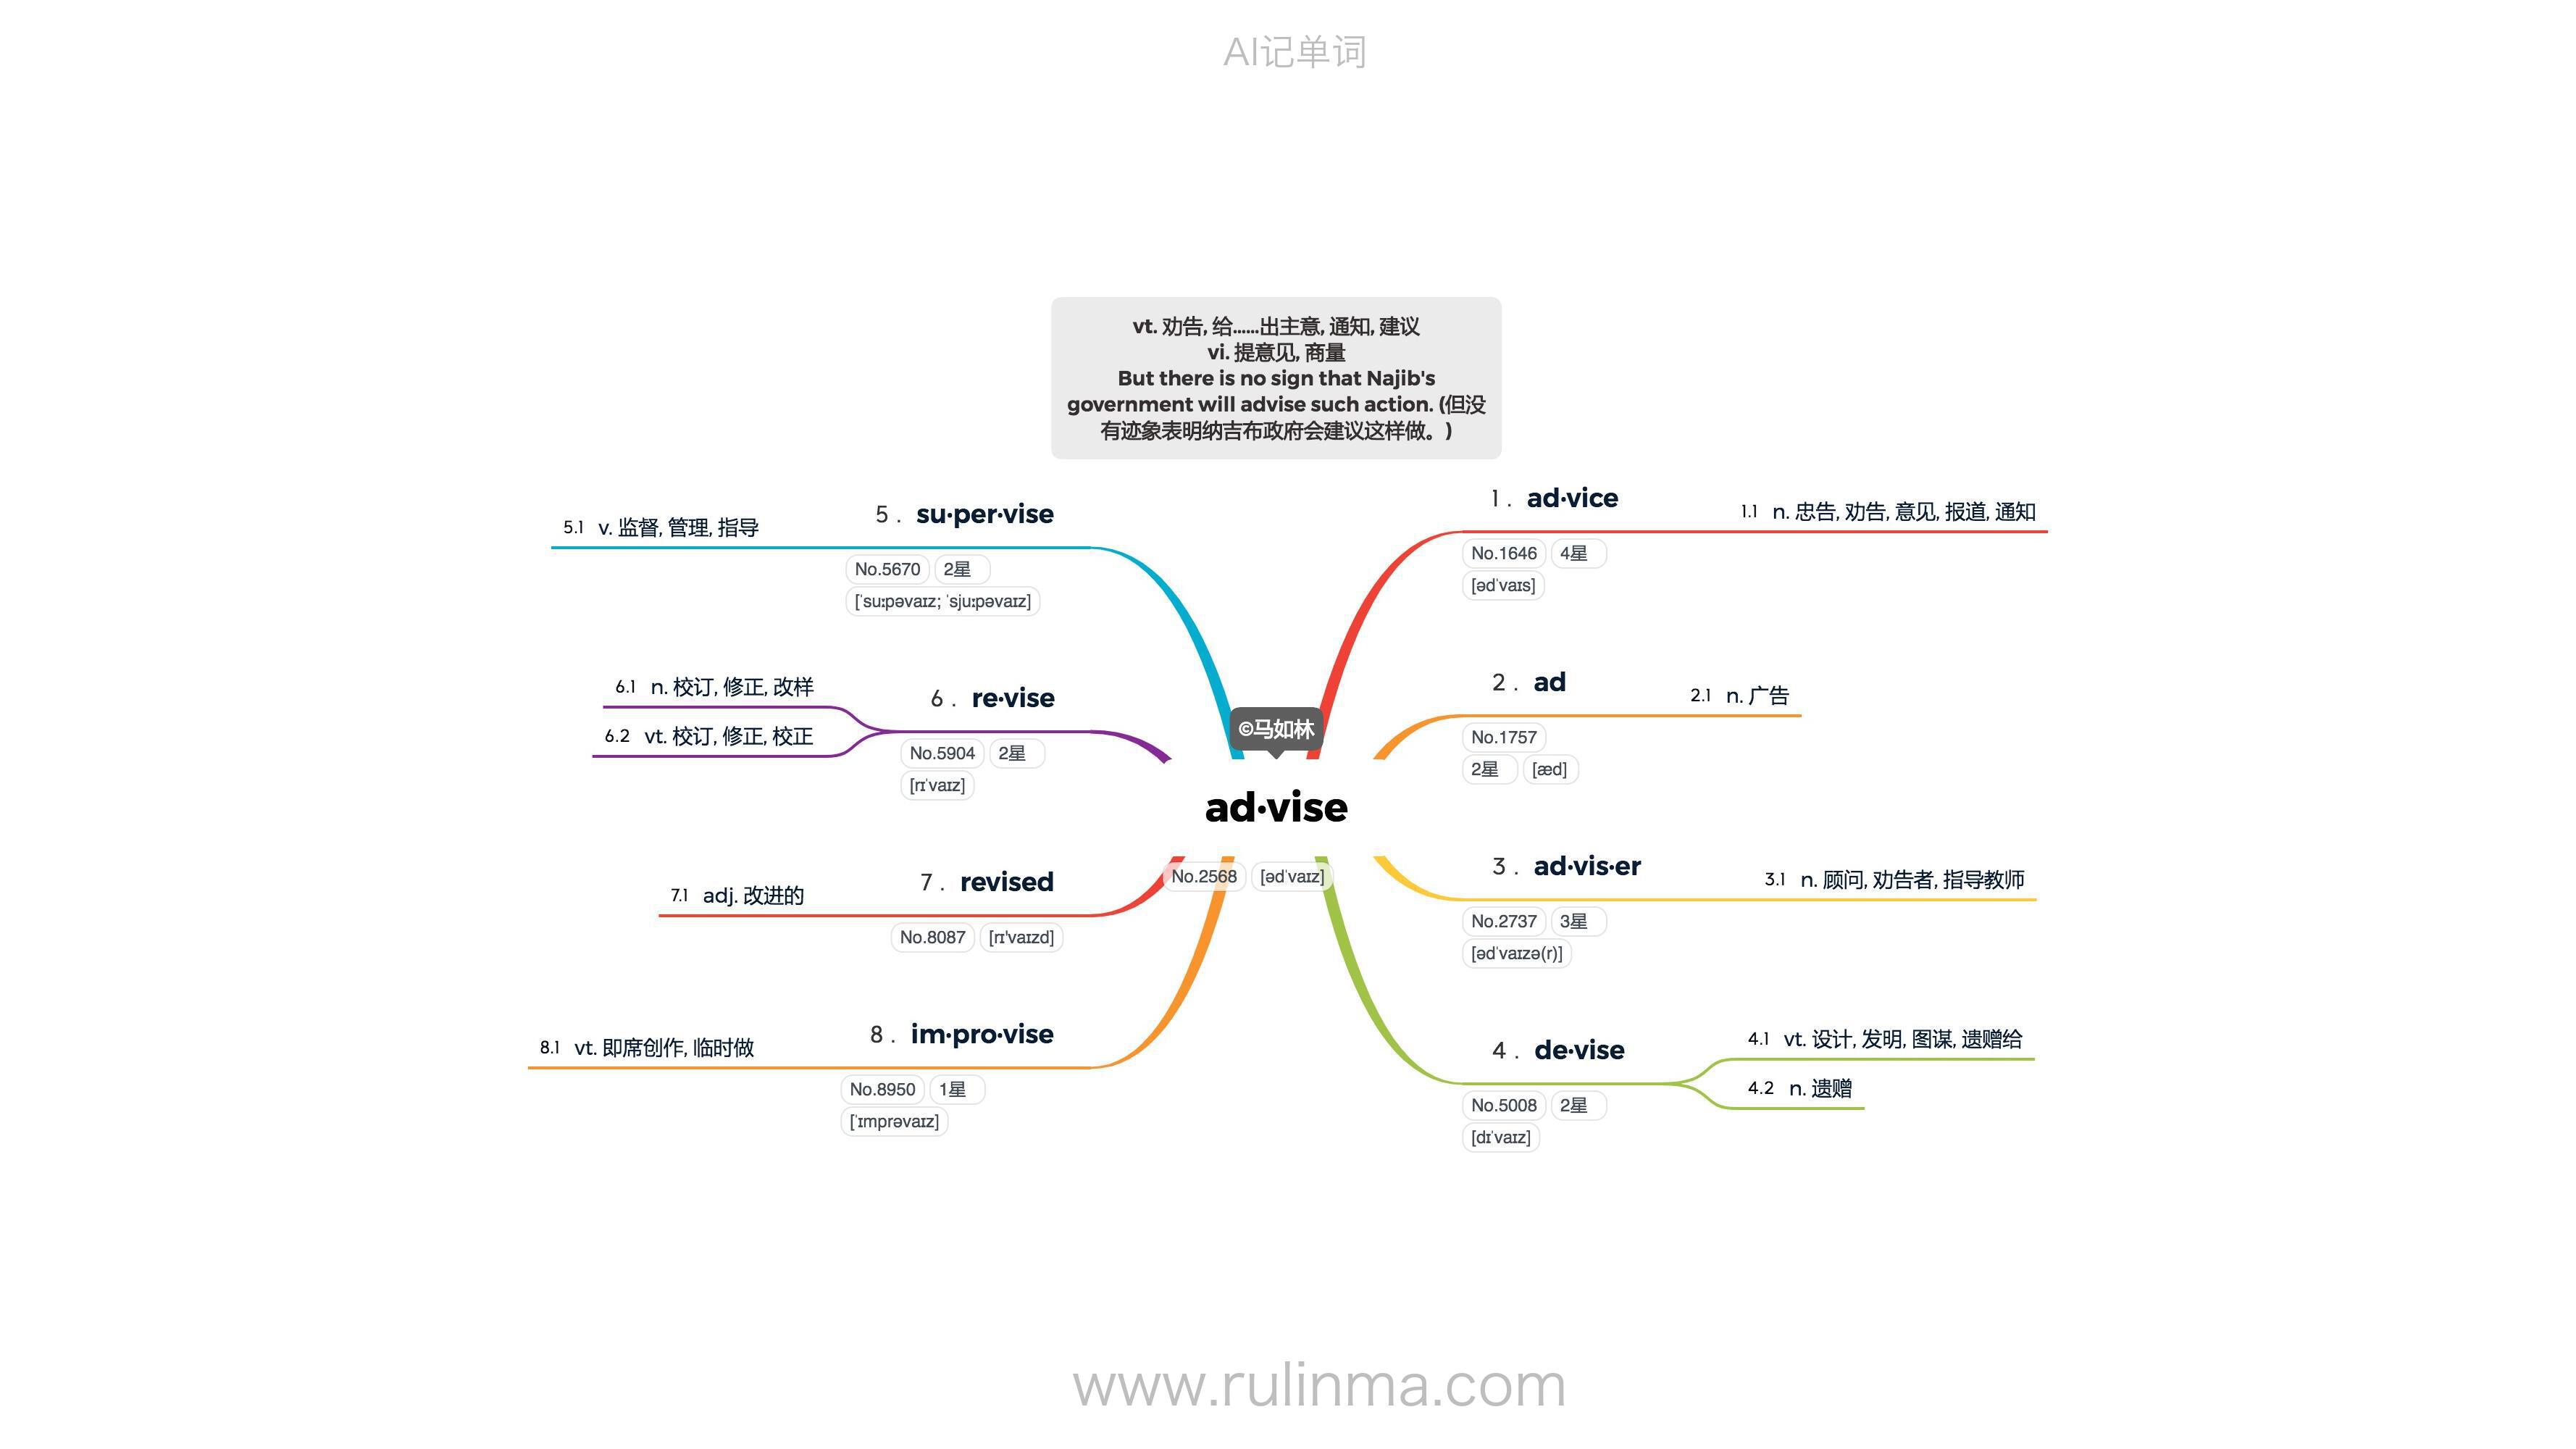 AI记单词
vt. 劝告, 给......出主意, 通知, 建议
vi. 提意见, 商量
But there is no sign that Najib's
government will advise such action. (但没
有迹象表明纳吉布政府会建议这样做。)
©马如林
ad·vise
No.2568 [ədˈvaɪz]
1 . ad·vice
1.1 n. 忠告, 劝告, 意见, 报道, 通知
No.1646 4星
[ədˈvaɪs]
2 . ad
2.1 n. 广告
No.1757
2星 [æd]
3 . ad·vis·er
3.1 n. 顾问, 劝告者, 指导教师
No.2737 3星
[ədˈvaɪzə(r)]
4 . de·vise
4.1 vt. 设计, 发明, 图谋, 遗赠给
4.2 n. 遗赠
No.5008 2星
[dɪˈvaɪz]
5 . su·per·vise
5.1 v. 监督, 管理, 指导
No.5670 2星
[ˈsuːpəvaɪz; ˈsjuːpəvaɪz]
6 . re·vise
6.1 n. 校订, 修正, 改样
6.2 vt. 校订, 修正, 校正
No.5904 2星
[rɪˈvaɪz]
7 . revised
7.1 adj. 改进的
No.8087 [rɪ'vaɪzd]
8 . im·pro·vise
8.1 vt. 即席创作, 临时做
No.8950 1星
[ˈɪmprəvaɪz]
www.rulinma.com